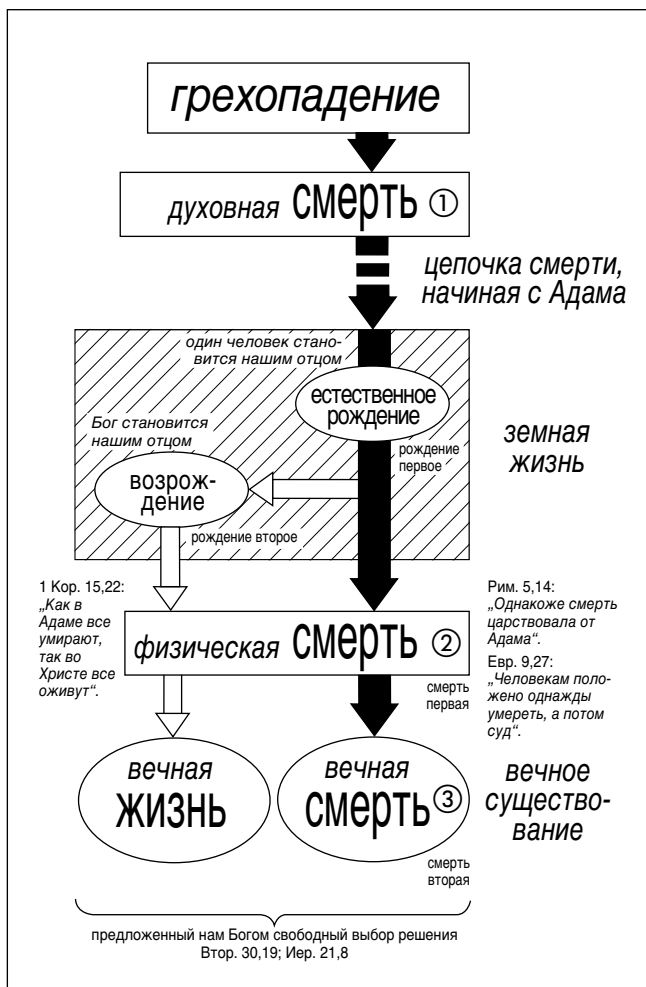 грехопадение
духовная смерть ①
цепочка смерти,
начиная с Адама
один человек стано-
вится нашим отцом
естественное
рождение
рождение
первое
земная
жизнь
Бог становится
нашим отцом
возрож-
дение
рождение второе
1 Кор. 15,22:
„Как в
Адаме все
умирают,
так во
Христе все
оживут“.
физическая смерть ②
смерть
первая
Рим. 5,14:
„Однакоже смерть
царствовала от
Адама“.
Евр. 9,27:
„Человекам поло-
жено однажды
умереть, а потом
суд“.
вечная
жизнь
вечная
смерть ③
смерть
вторая
вечное
существо-
вание
предложенный нам Богом свободный выбор решения
Втор. 30,19; Иер. 21,8